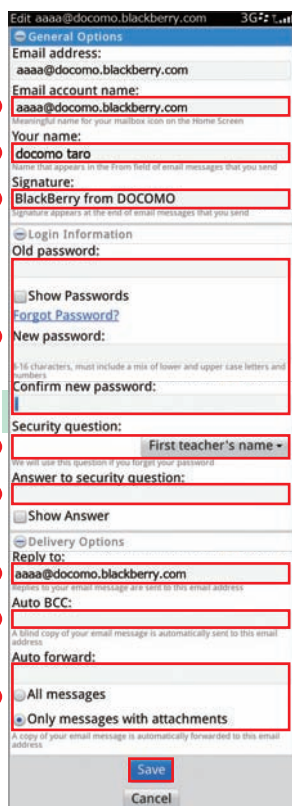 Edit aaaa@docomo.blackberry.com 3G
General Options
Email address:
aaaa@docomo.blackberry.com
Email account name:
aaaa@docomo.blackberry.com
Meaningful name for your mailbox icon on the Home Screen
Your name:
docomo taro
Name that appears in the From field of email messages that you send
Signature:
BlackBerry from DOCOMO
Signature appears at the end of email messages that you send
Login Information
Old password:
Show Passwords
Forgot Password?
New password:
6-16 characters, must include a mix of lower and upper case letters and
numbers
Confirm new password:
Security question:
First teacher's name
We will use this question if you forget your password
Answer to security question:
Show Answer
Delivery Options
Reply to:
aaaa@docomo.blackberry.com
Replies to your email message are sent to this email address
Auto BCC:
A blind copy of your email message is automatically sent to this email
address
Auto forward:
All messages
Only messages with attachments
A copy of your email message is automatically forwarded to this email
address
Save
Cancel